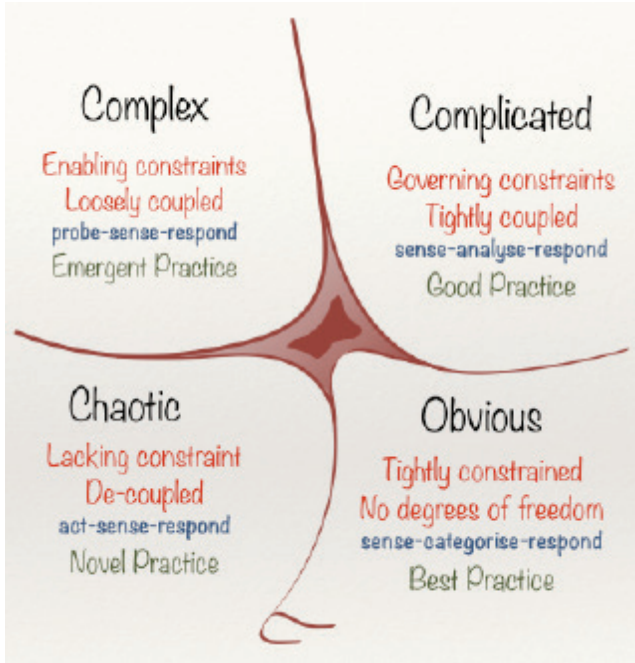 Complex
Enabling constraints
Loosely coupled
probe-sense-respond
Emergent Practice
Complicated
Governing constraints
Tightly coupled
sense-analyse-respond
Good Practice
Chaotic
Lacking constraint
De-coupled
act-sense-respond
Novel Practice
Obvious
Tightly constrained
No degrees of freedom
sense-categorise-respond
Best Practice